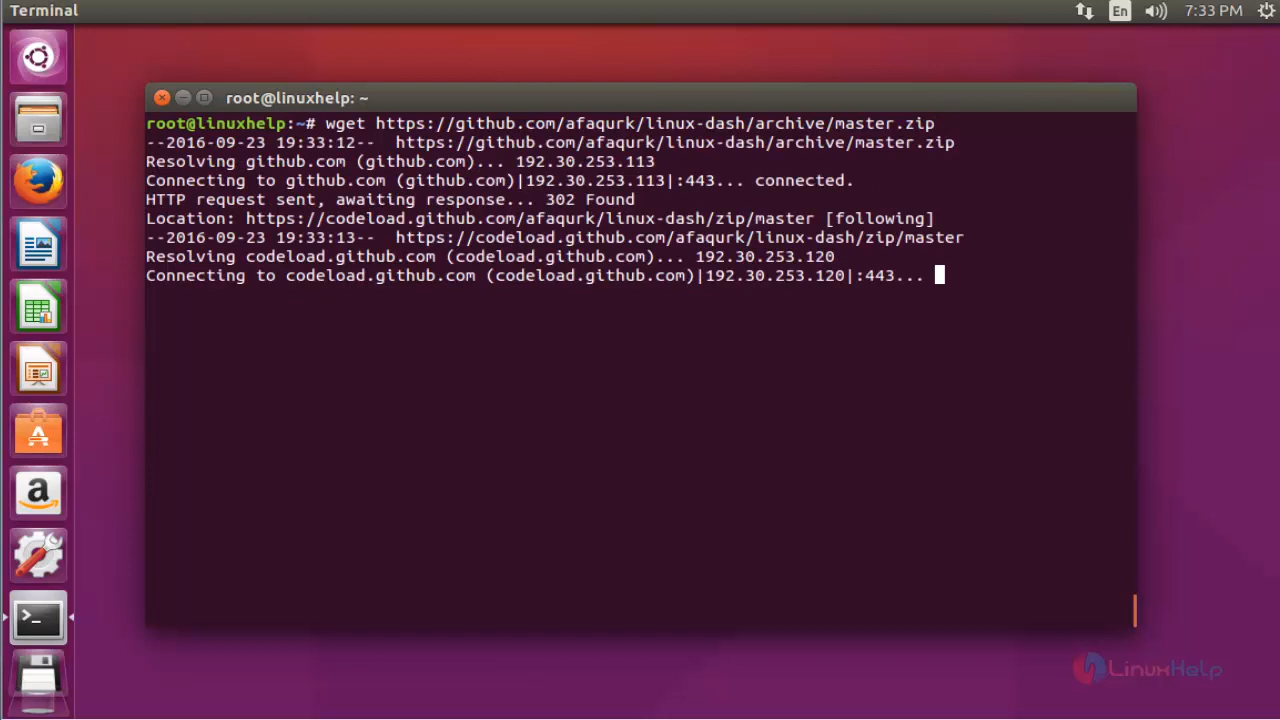 Terminal
En
7:33 PM
root@linuxhelp: ~
root@linuxhelp:~# wget https://github.com/afaqurk/linux-dash/archive/master.zip
--2016-09-23 19:33:12--  https://github.com/afaqurk/linux-dash/archive/master.zip
Resolving github.com (github.com)... 192.30.253.113
Connecting to github.com (github.com)|192.30.253.113|:443... connected.
HTTP request sent, awaiting response... 302 Found
Location: https://codeload.github.com/afaqurk/linux-dash/zip/master [following]
--2016-09-23 19:33:13--  https://codeload.github.com/afaqurk/linux-dash/zip/master
Resolving codeload.github.com (codeload.github.com)... 192.30.253.120
Connecting to codeload.github.com (codeload.github.com)|192.30.253.120|:443...
LinuxHelp